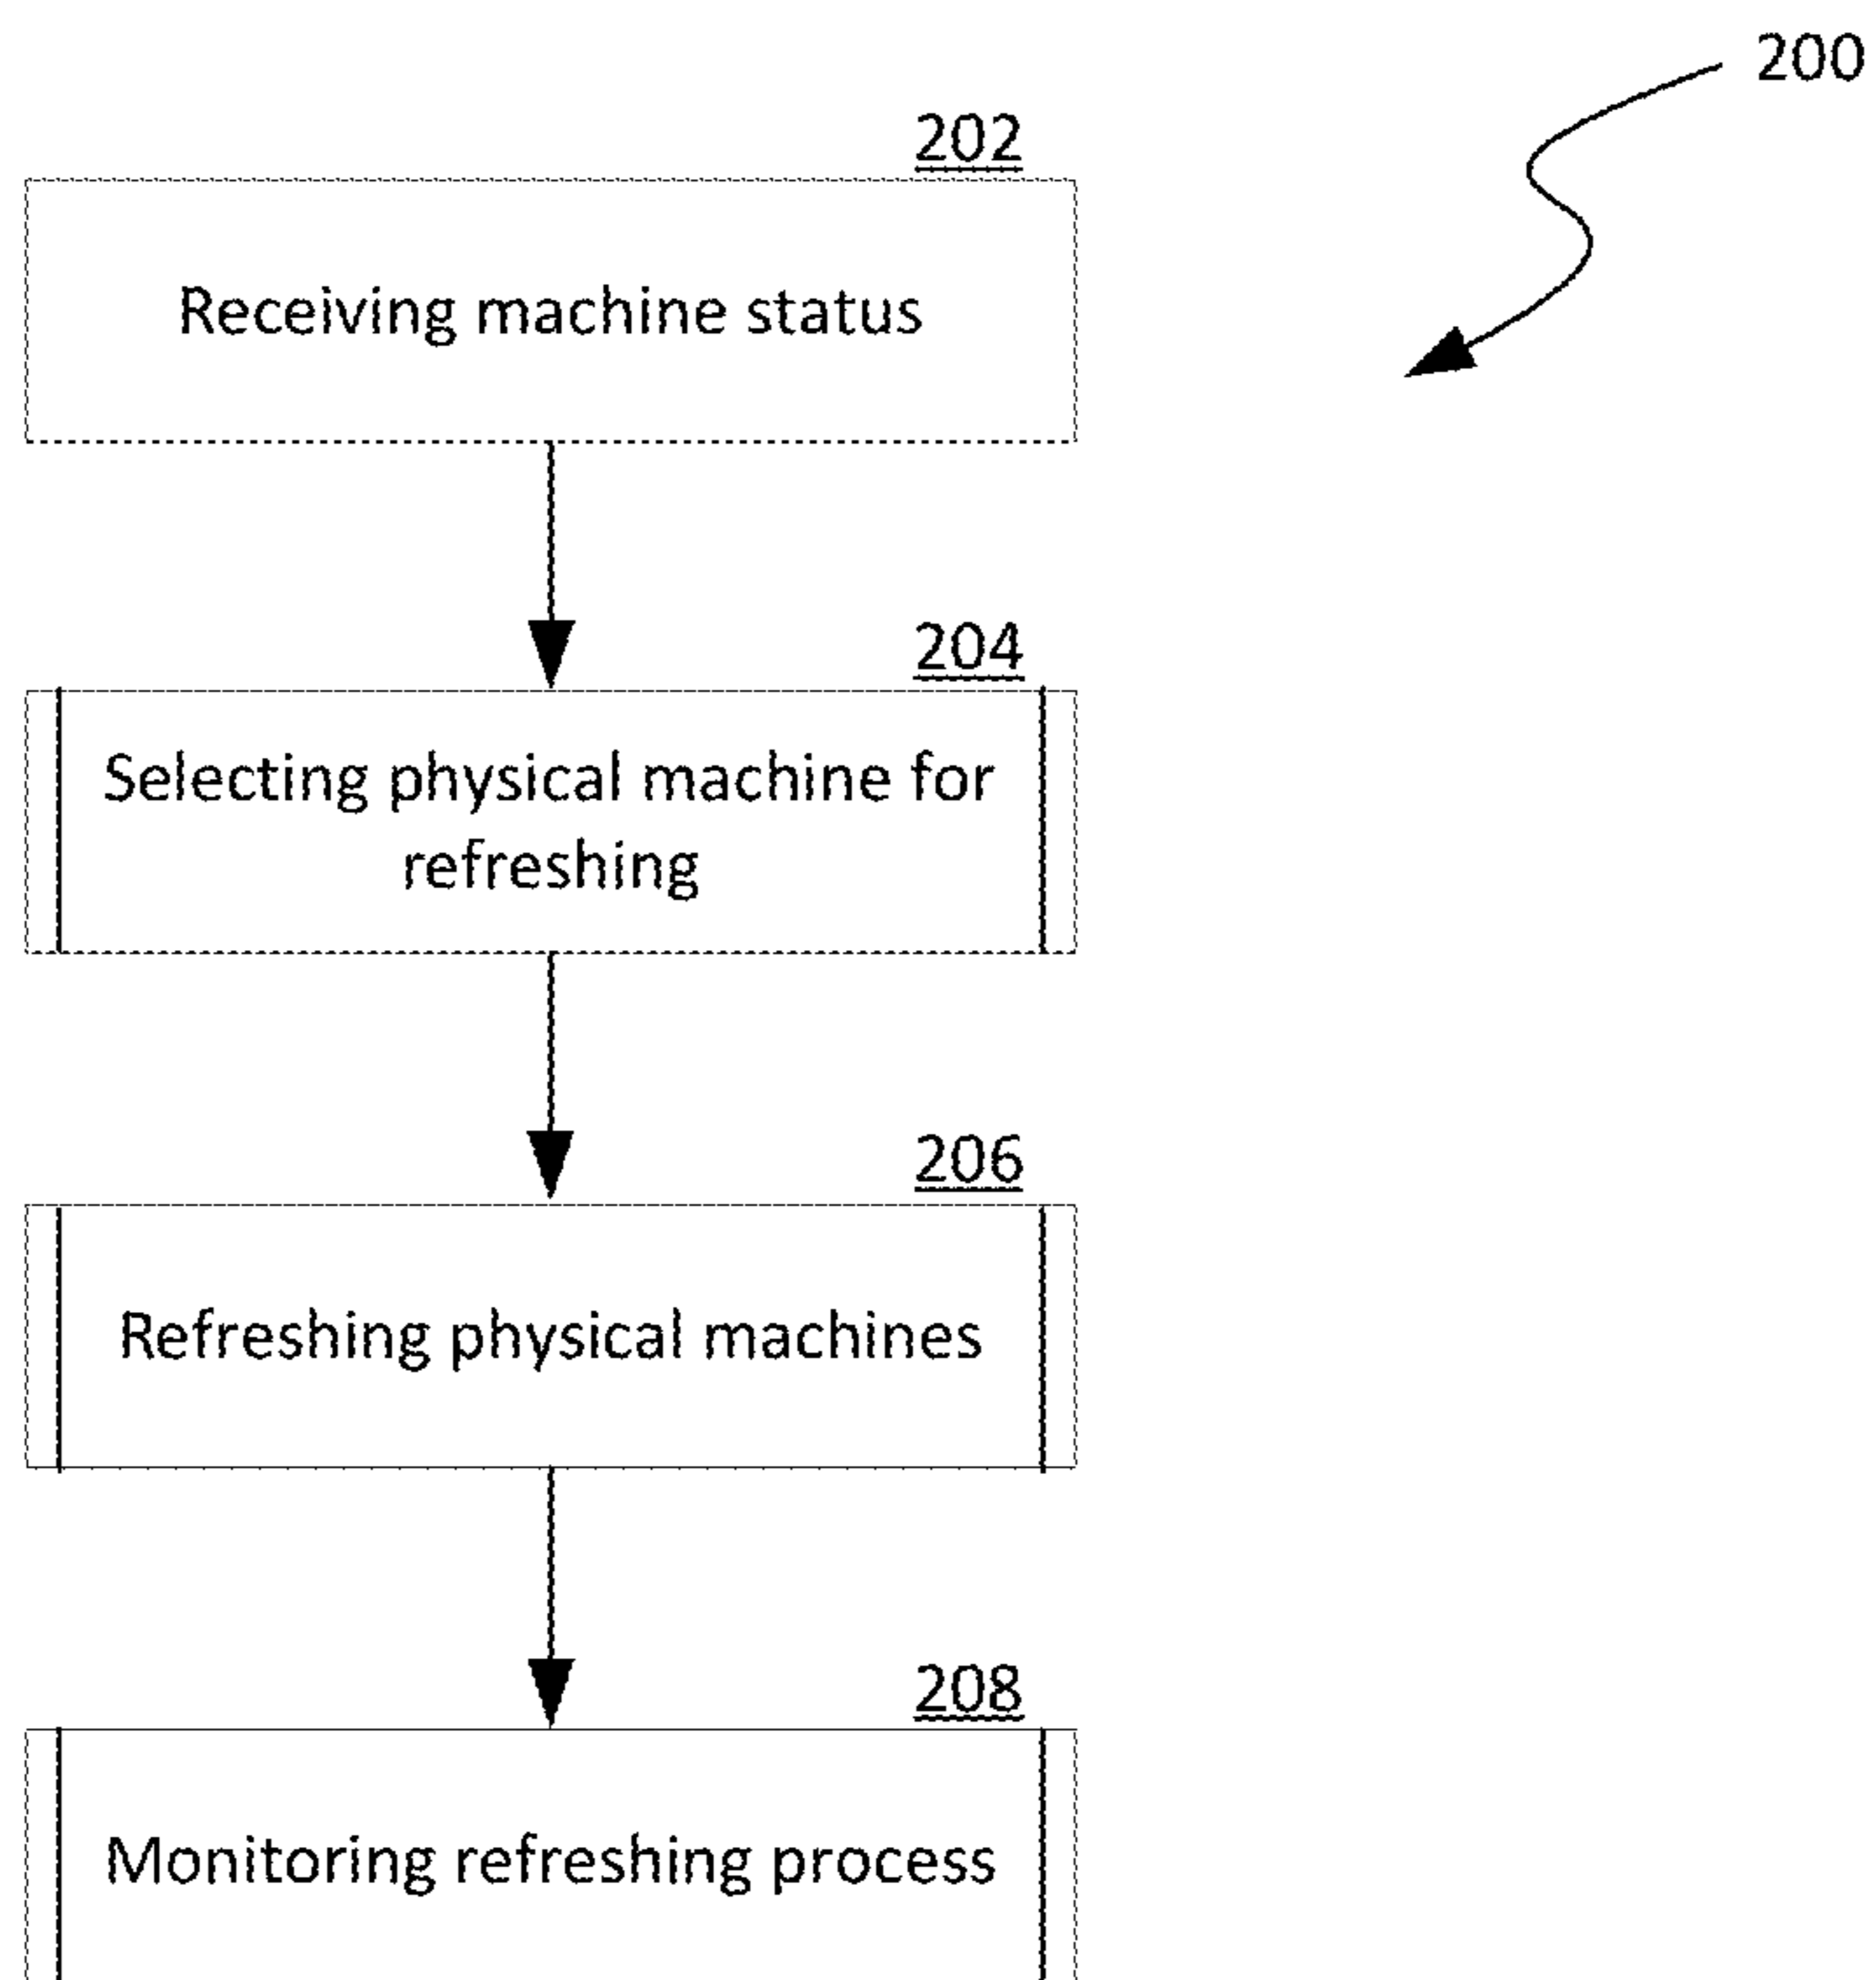 200
202
Receiving machine status
204
Selecting physical machine for
refreshing
206
Refreshing physical machines
208
Monitoring refreshing process